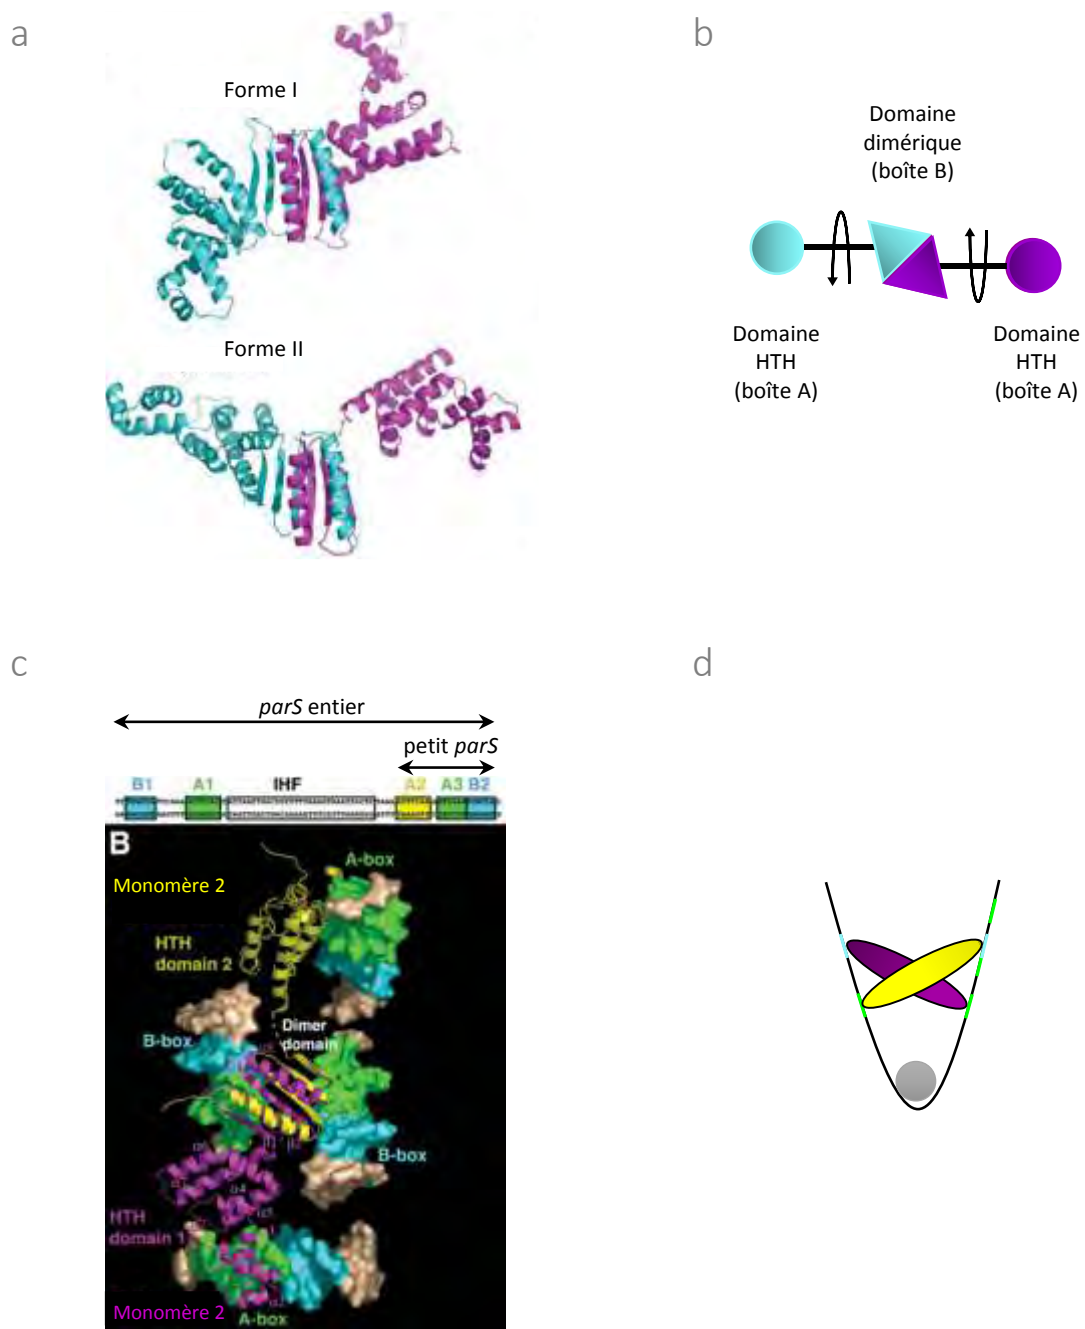 a
Forme I
Forme II
b
Domaine
dimérique
(boîte B)
Domaine
HTH
(boîte A)
Domaine
HTH
(boîte A)
c
parS entier
petit parS
B1 A1 IHF A2 A3 B2
B
A-box
Monomère 2
HTH
domain 2
Dimer
domain
B-box
B-box
α4
HTH
domain 1
Monomère 2
A-box
d